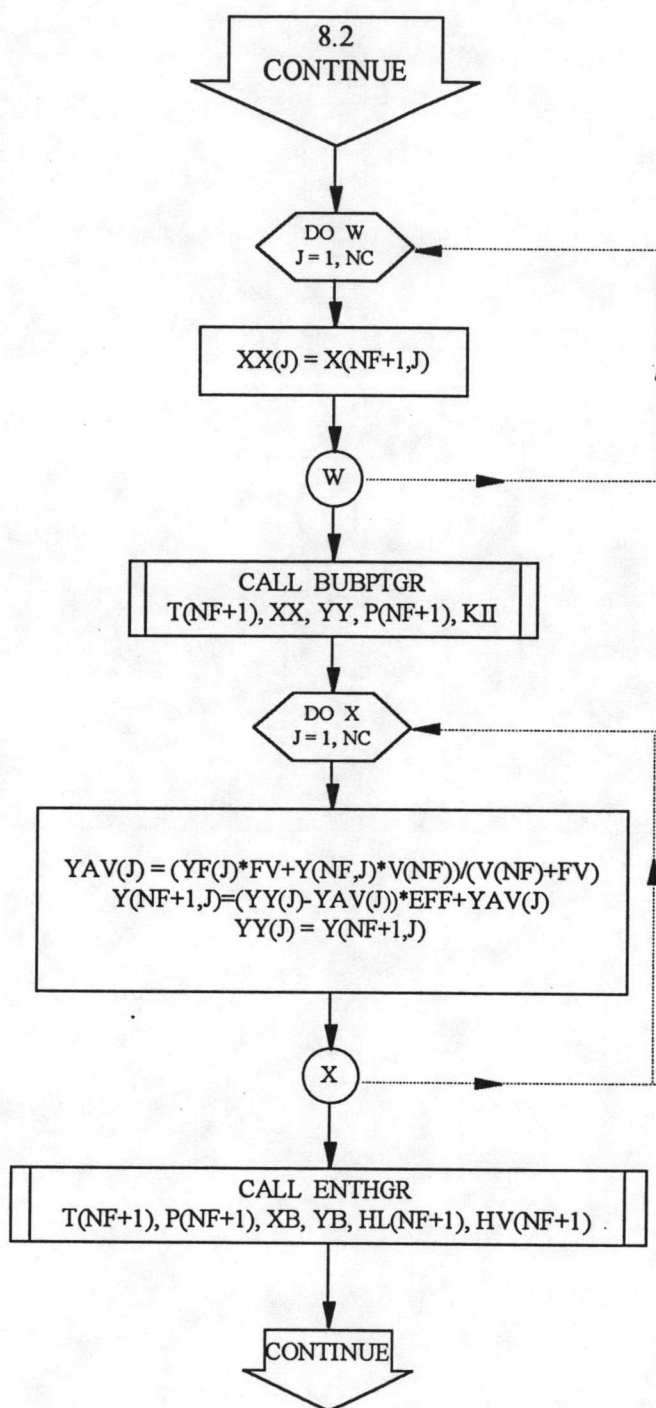 8.2
CONTINUE
DO W
J = 1, NC
XX(J) = X(NF+1,J)
W
CALL BUBPTGR
T(NF+1), XX, YY, P(NF+1), KII
DO X
J = 1, NC
YAV(J) = (YF(J)*FV+Y(NF,J)*V(NF))/(V(NF)+FV)
Y(NF+1,J)=(YY(J)-YAV(J))*EFF+YAV(J)
YY(J) = Y(NF+1,J)
X
CALL ENTHGR
T(NF+1), P(NF+1), XB, YB, HL(NF+1), HV(NF+1)
CONTINUE